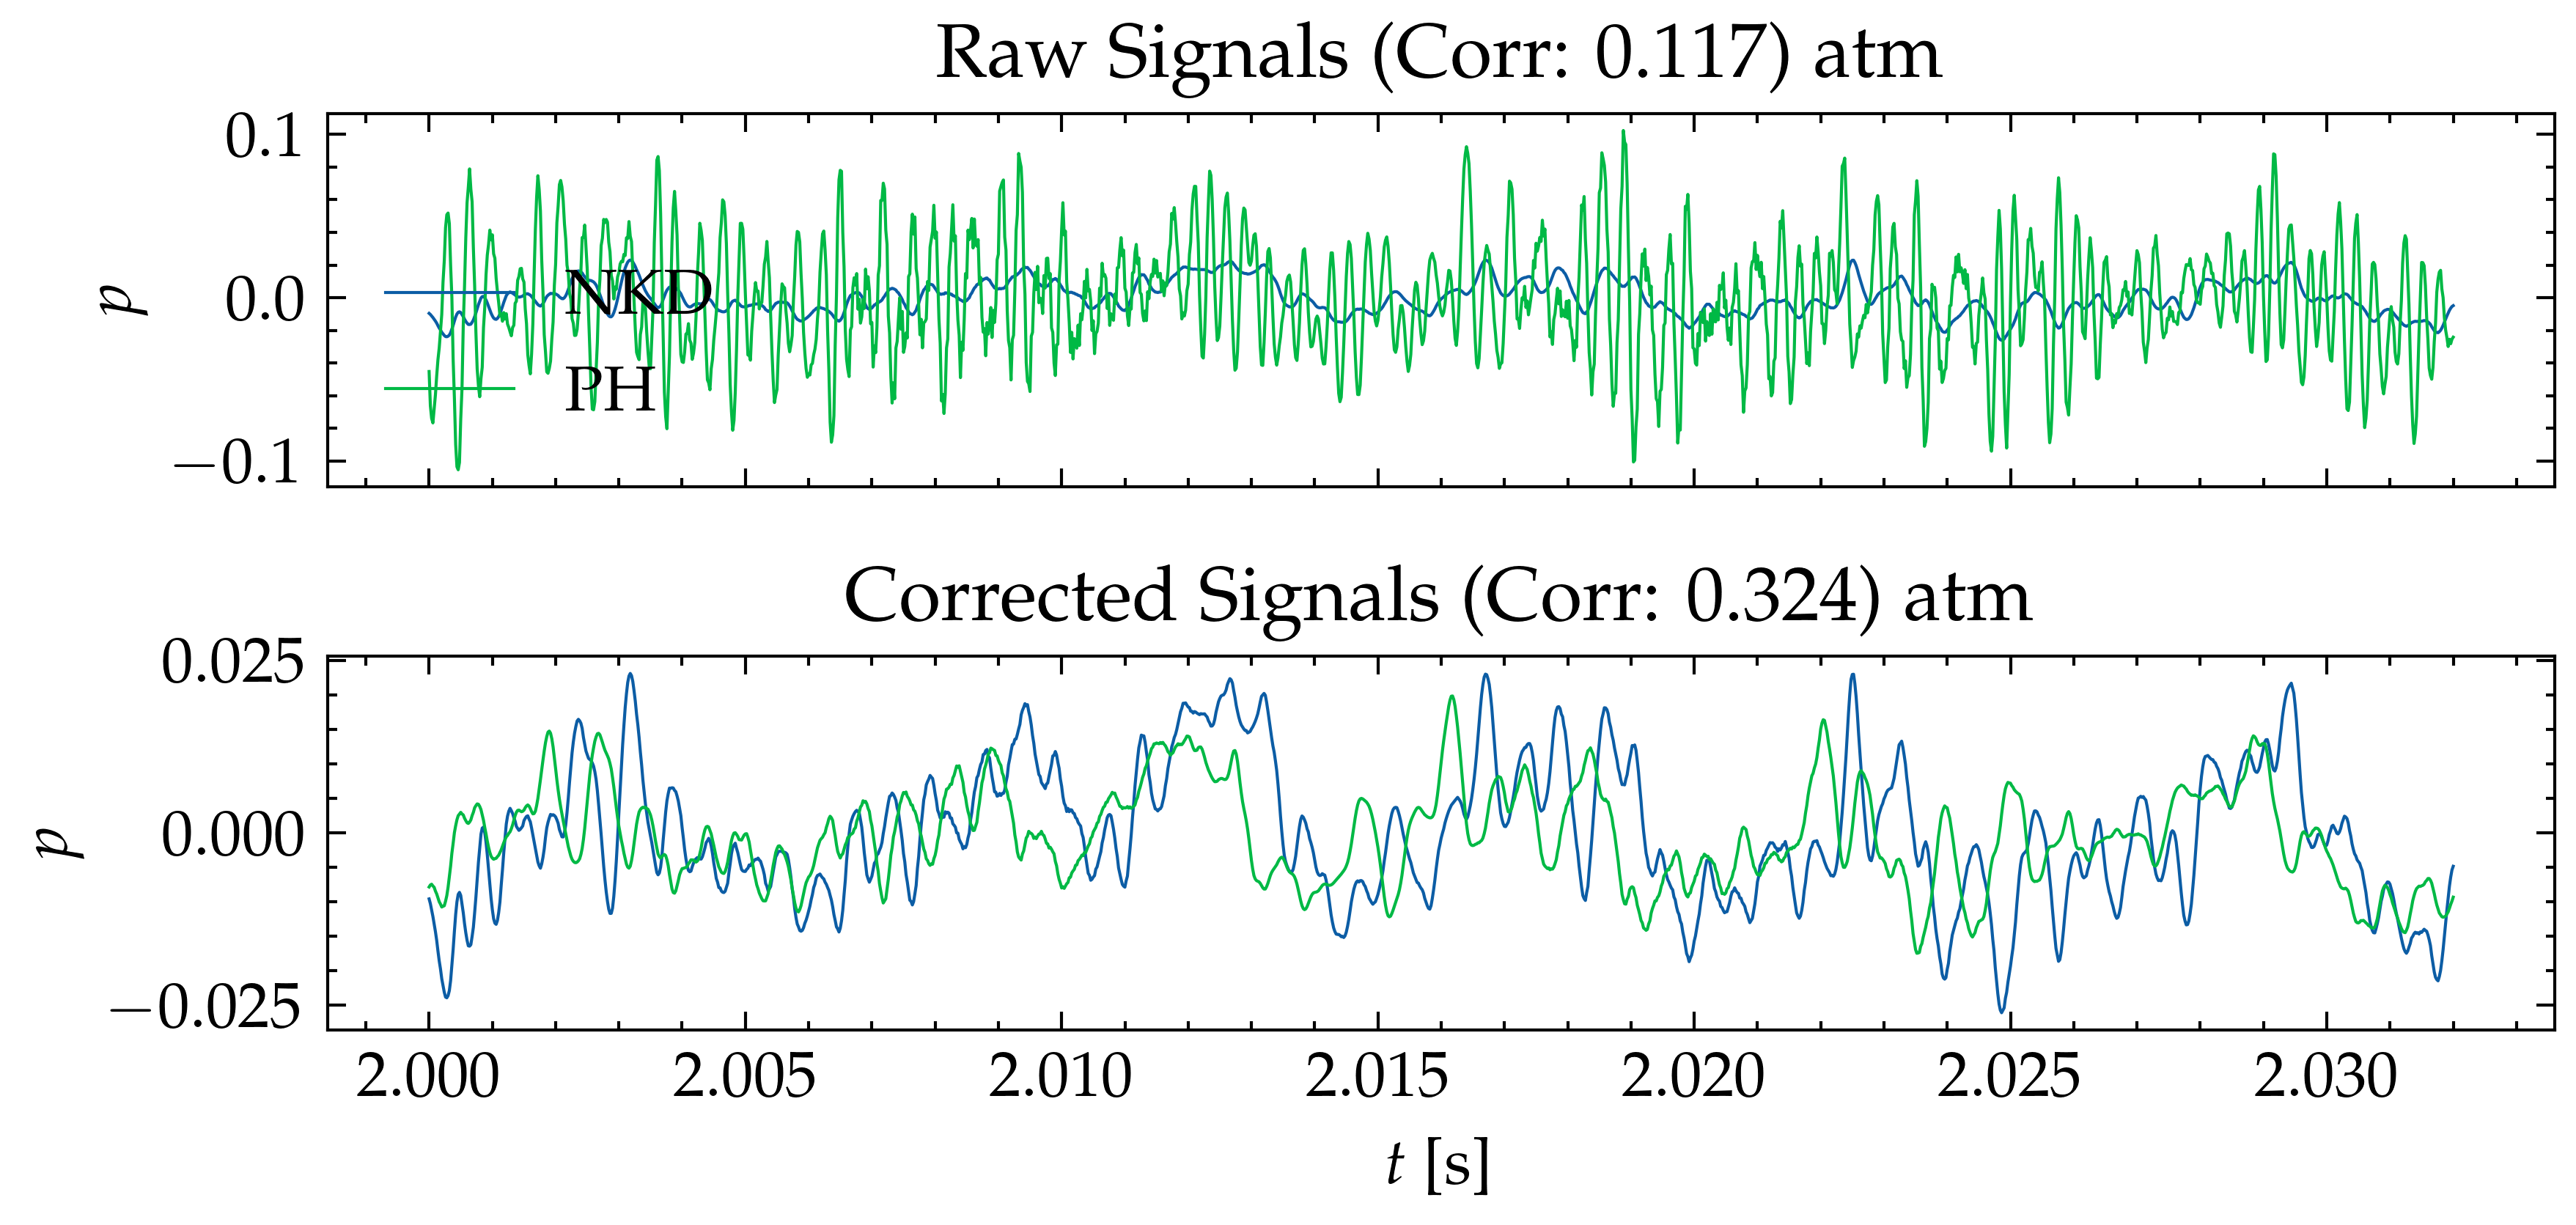 Raw Signals (Corr: 0.117) atm
0.1
0.0
−0.1
p
NKD
PH
Corrected Signals (Corr: 0.324) atm
0.025
0.000
−0.025
p
2.000 2.005 2.010 2.015 2.020 2.025 2.030
t [s]